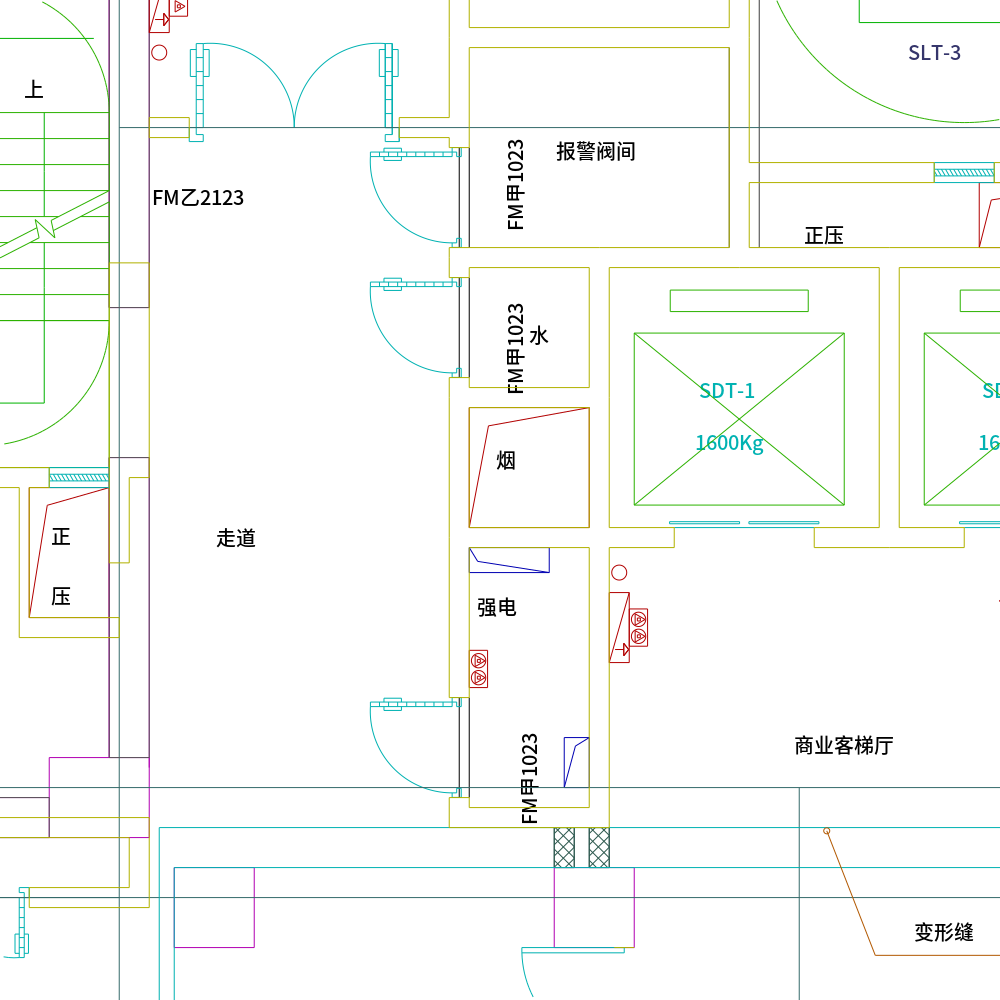 SLT-3
上
报警阀间
FM甲1023
FM乙2123
正压
FM甲1023
水
SDT-1
1600Kg
烟
正
压
走道
强电
商业客梯厅
FM甲1023
变形缝